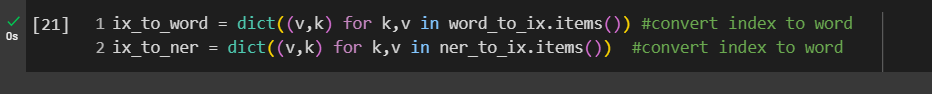 [21] 1 ix_to_word = dict((v,k) for k,v in word_to_ix.items()) #convert index to word
0s 2 ix_to_ner = dict((v,k) for k,v in ner_to_ix.items())  #convert index to word